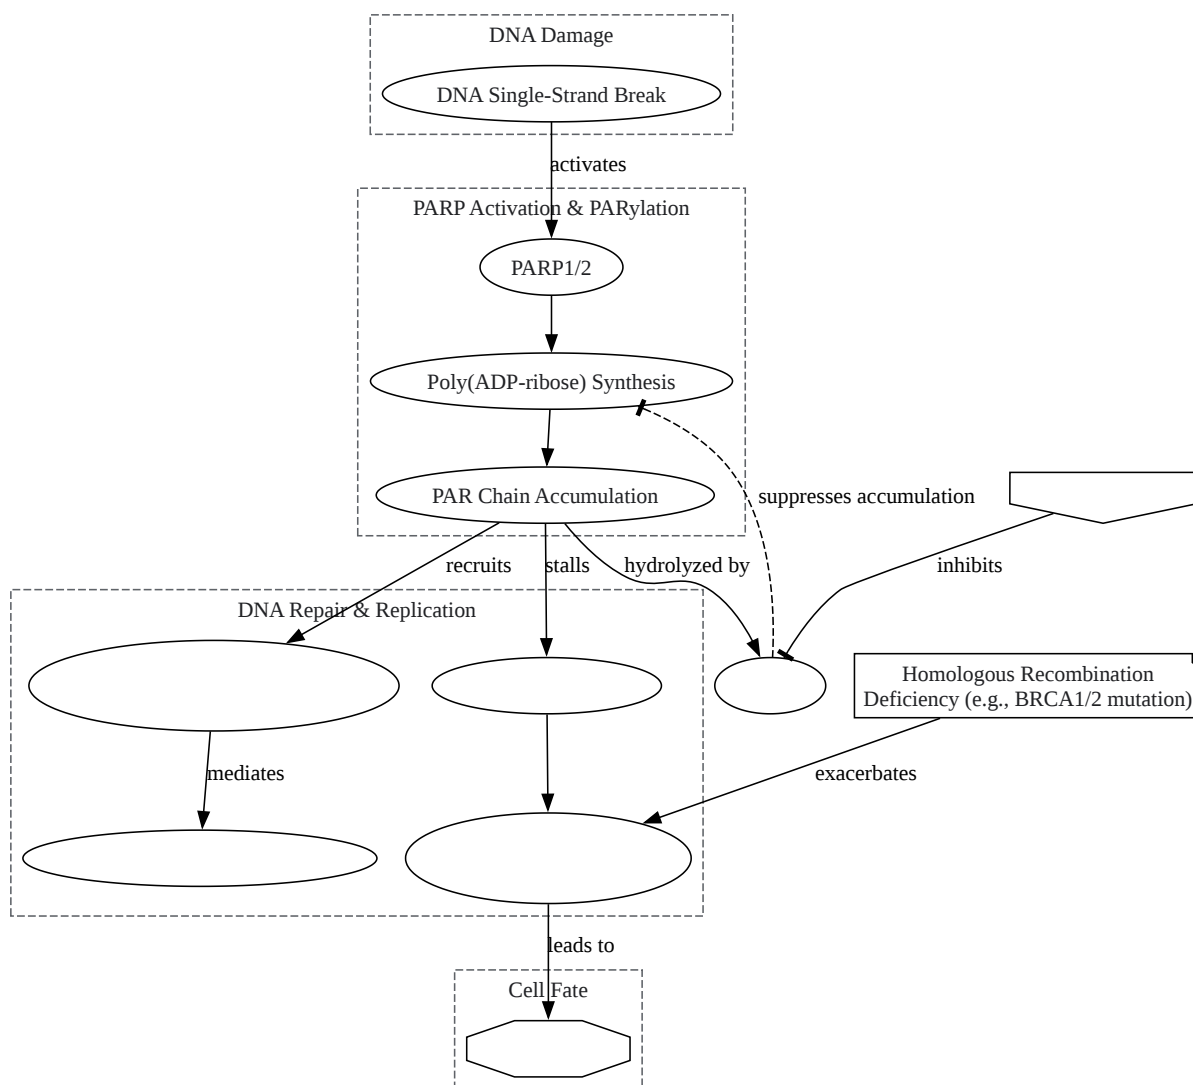 DNA Damage
DNA Single-Strand Break
activates
PARP Activation & PARylation
PARP1/2
Poly(ADP-ribose) Synthesis
PAR Chain Accumulation
suppresses accumulation
recruits
stalls
hydrolyzed by
inhibits
DNA Repair & Replication
Homologous Recombination
Deficiency (e.g., BRCA1/2 mutation)
mediates
exacerbates
leads to
Cell Fate